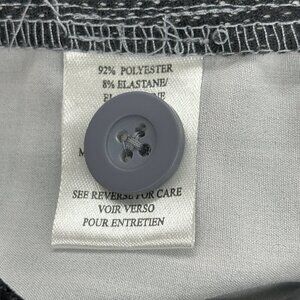 92% POLYESTER
8% ELASTANE/
SEE REVERSE FOR CARE
VOIR VERSO
POUR ENTRETIEN